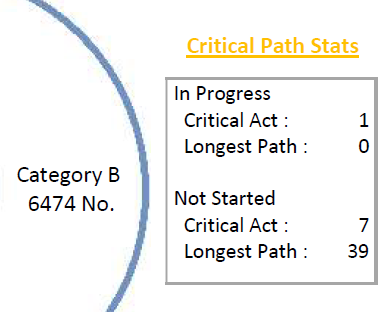 Critical Path Stats
In Progress
Critical Act : 1
Longest Path : 0
Not Started
Critical Act : 7
Longest Path : 39
Category B
6474 No.